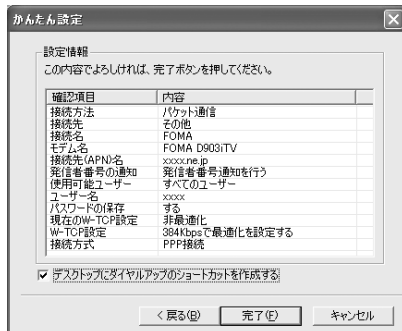 かんたん設定
設定情報
この内容でよろしければ、完了ボタンを押してください。
確認項目 内容
接続方法 パケット通信
接続先 その他
接続名 FOMA
モデム名 FOMA D903iTV
接続先(APN)名 xxxx.ne.jp
発信者番号の通知 発信者番号通知を行う
使用可能ユーザー すべてのユーザー
ユーザー名 xxxx
パスワードの保存 する
現在のW-TCP設定 非最適化
W-TCP設定 384Kbpsで最適化を設定する
接続方式 PPP接続
デスクトップにダイヤルアップのショートカットを作成する
< 戻る(B) 完了(F) キャンセル